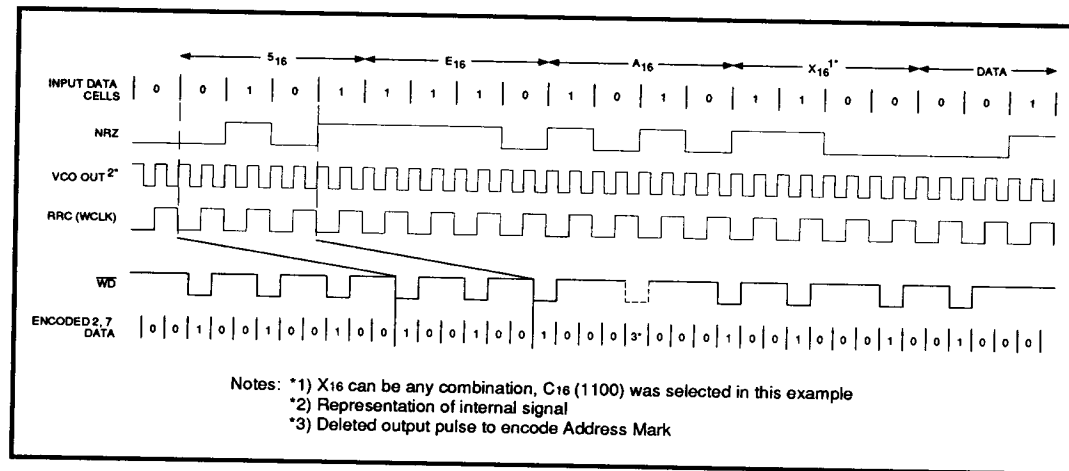 5₁₆ E₁₆ A₁₆ X₁₆¹* DATA
INPUT DATA
CELLS
0 0 1 0 1 1 1 1 0 1 0 1 0 1 1 0 0 0 0 1
NRZ
VCO OUT ²*
RRC (WCLK)
WD
ENCODED 2, 7
DATA
0 0 1 0 0 1 0 0 1 0 0 1 0 0 1 0 0 1 0 0 0 3* 0 0 0 1 0 0 1 0 0 0 1 0 0 1 0 0 0
Notes: *1) X₁₆ can be any combination, C₁₆ (1100) was selected in this example
*2) Representation of internal signal
*3) Deleted output pulse to encode Address Mark